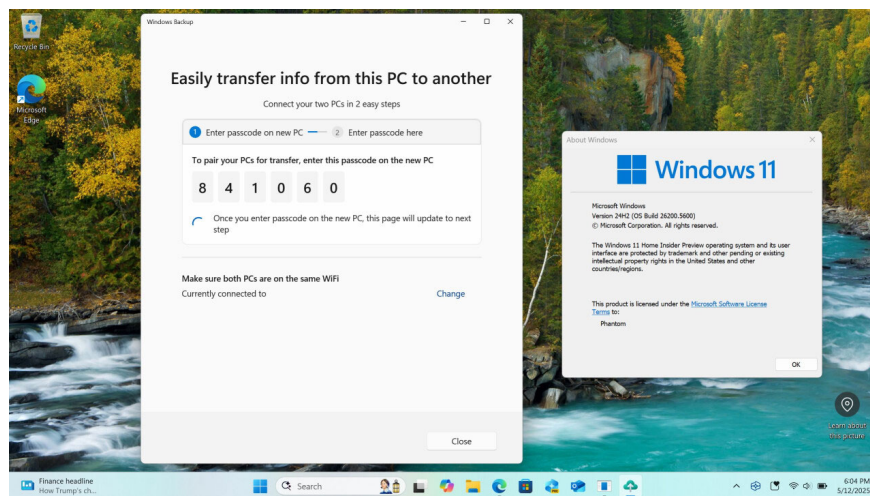 Recycle Bin
Microsoft
Edge
Windows Backup
Easily transfer info from this PC to another
Connect your two PCs in 2 easy steps
1 Enter passcode on new PC 2 Enter passcode here
To pair your PCs for transfer, enter this passcode on the new PC
8 4 1 0 6 0
Once you enter passcode on the new PC, this page will update to next
step
Make sure both PCs are on the same WiFi
Currently connected to Change
Close
About Windows
Windows 11
Microsoft Windows
Version 24H2 (OS Build 26200.5600)
© Microsoft Corporation. All rights reserved.
The Windows 11 Home Insider Preview operating system and its user
interface are protected by trademark and other pending or existing
intellectual property rights in the United States and other
countries/regions.
This product is licensed under the Microsoft Software License
Terms to:
Phantom
OK
Learn about
this picture
Finance headline
How Trump's ch...
Search
6:04 PM
5/12/2025